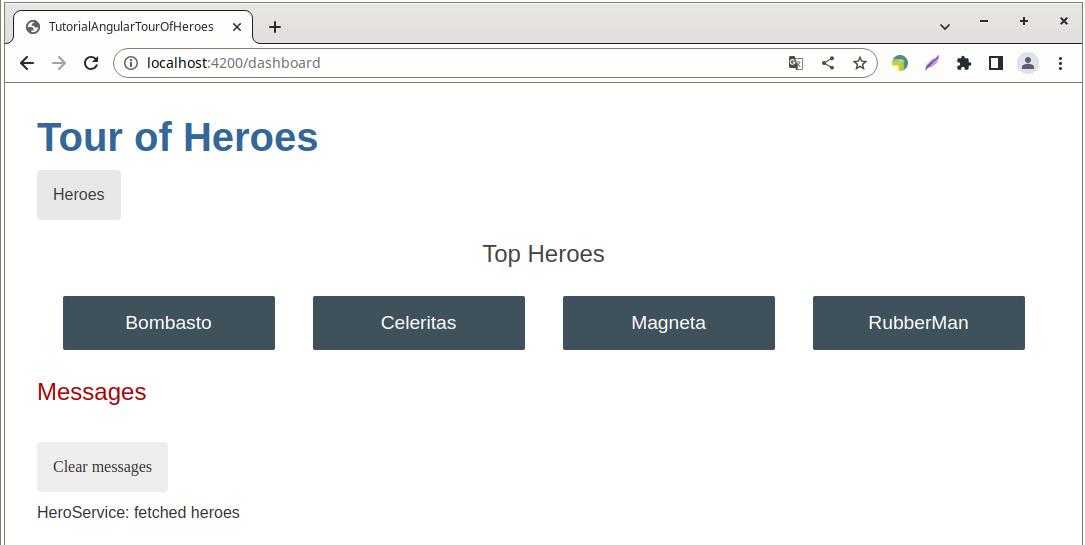 TutorialAngularTourOfHeroes
localhost:4200/dashboard
Tour of Heroes
Heroes
Top Heroes
Bombasto Celeritas Magneta RubberMan
Messages
Clear messages
HeroService: fetched heroes